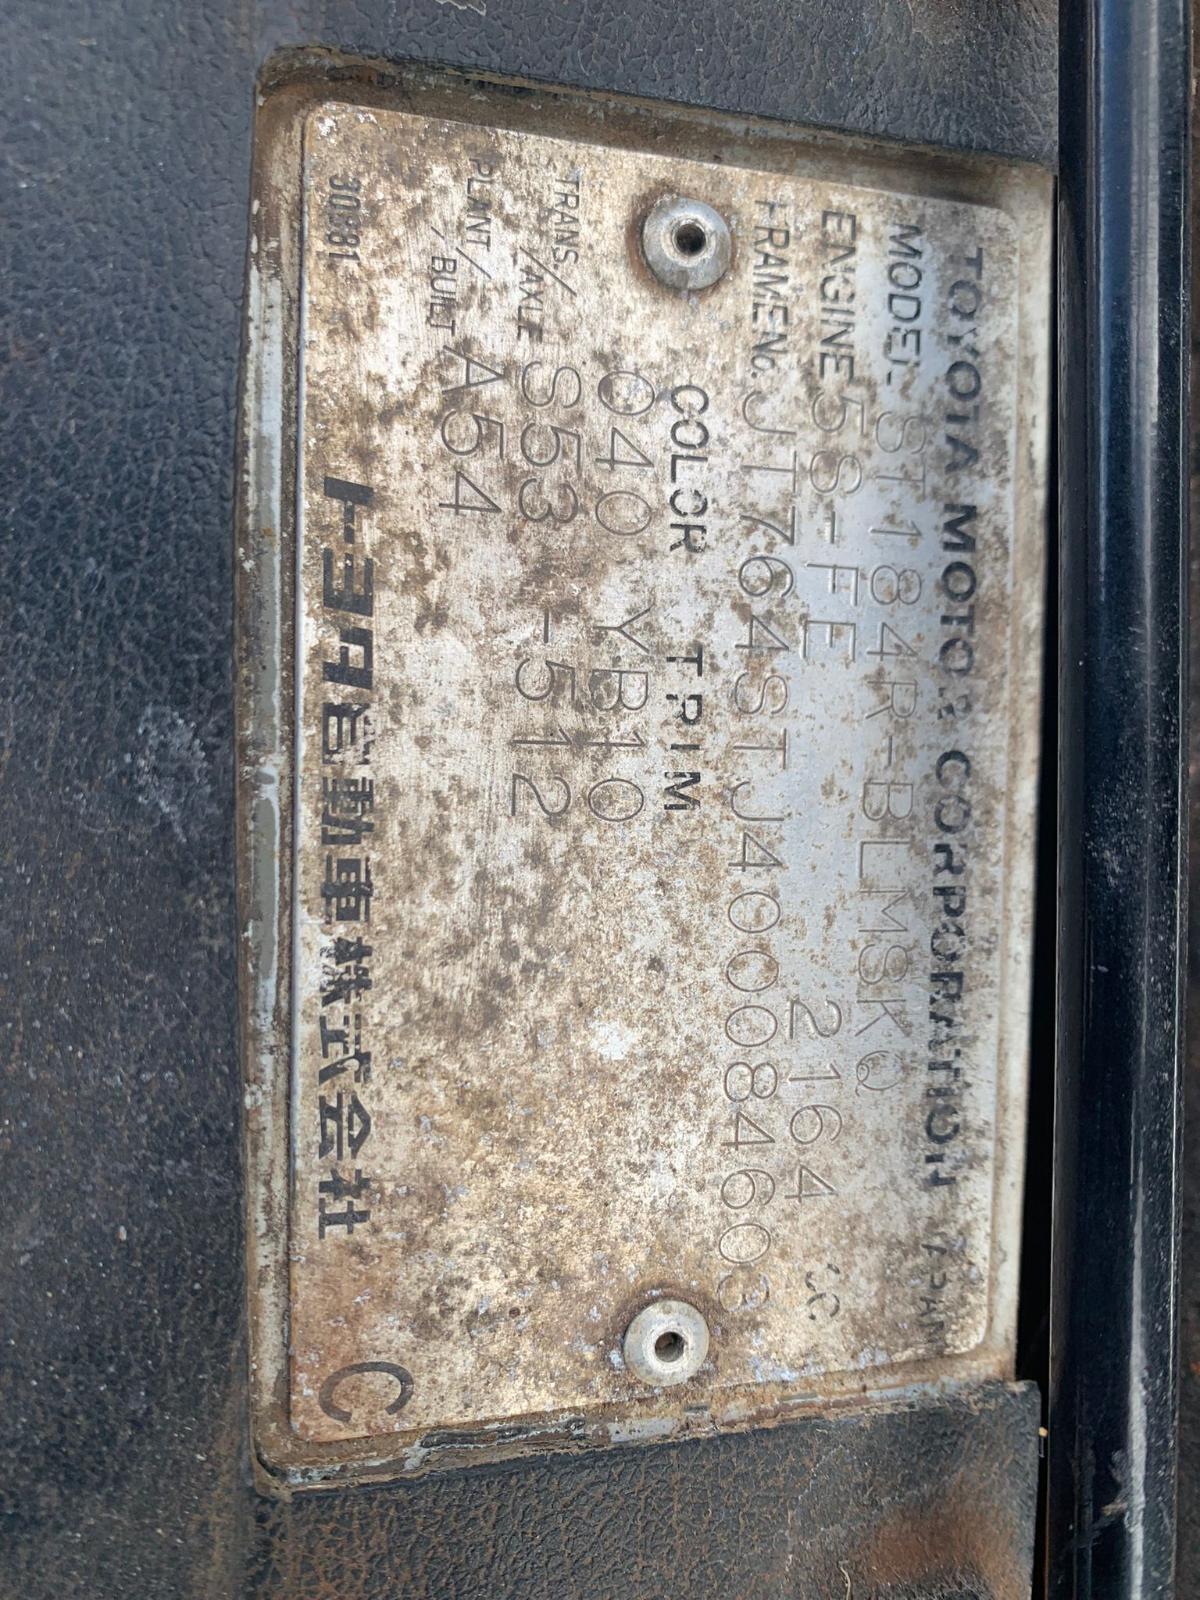 TOYOTA MOTOR CORPORATION JAPAN
MODEL ST184R-BLMSKQ
ENGINE 5S-FE 2164 CC
FRAME No. JT764STJ400084603
COLOR TRIM
040 YB10
TRANS/AXLE S53 -512
PLANT/BUILT A54
トヨタ自動車株式会社 C